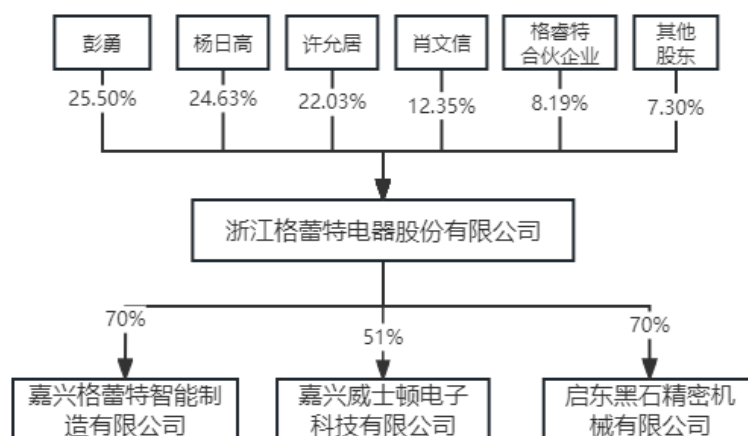 彭勇
杨日高
许允居
肖文信
格睿特
合伙企业
其他
股东
25.50%
24.63%
22.03%
12.35%
8.19%
7.30%
浙江格蕾特电器股份有限公司
70%
51%
70%
嘉兴格蕾特智能制
造有限公司
嘉兴威士顿电子
科技有限公司
启东黑石精密机
械有限公司